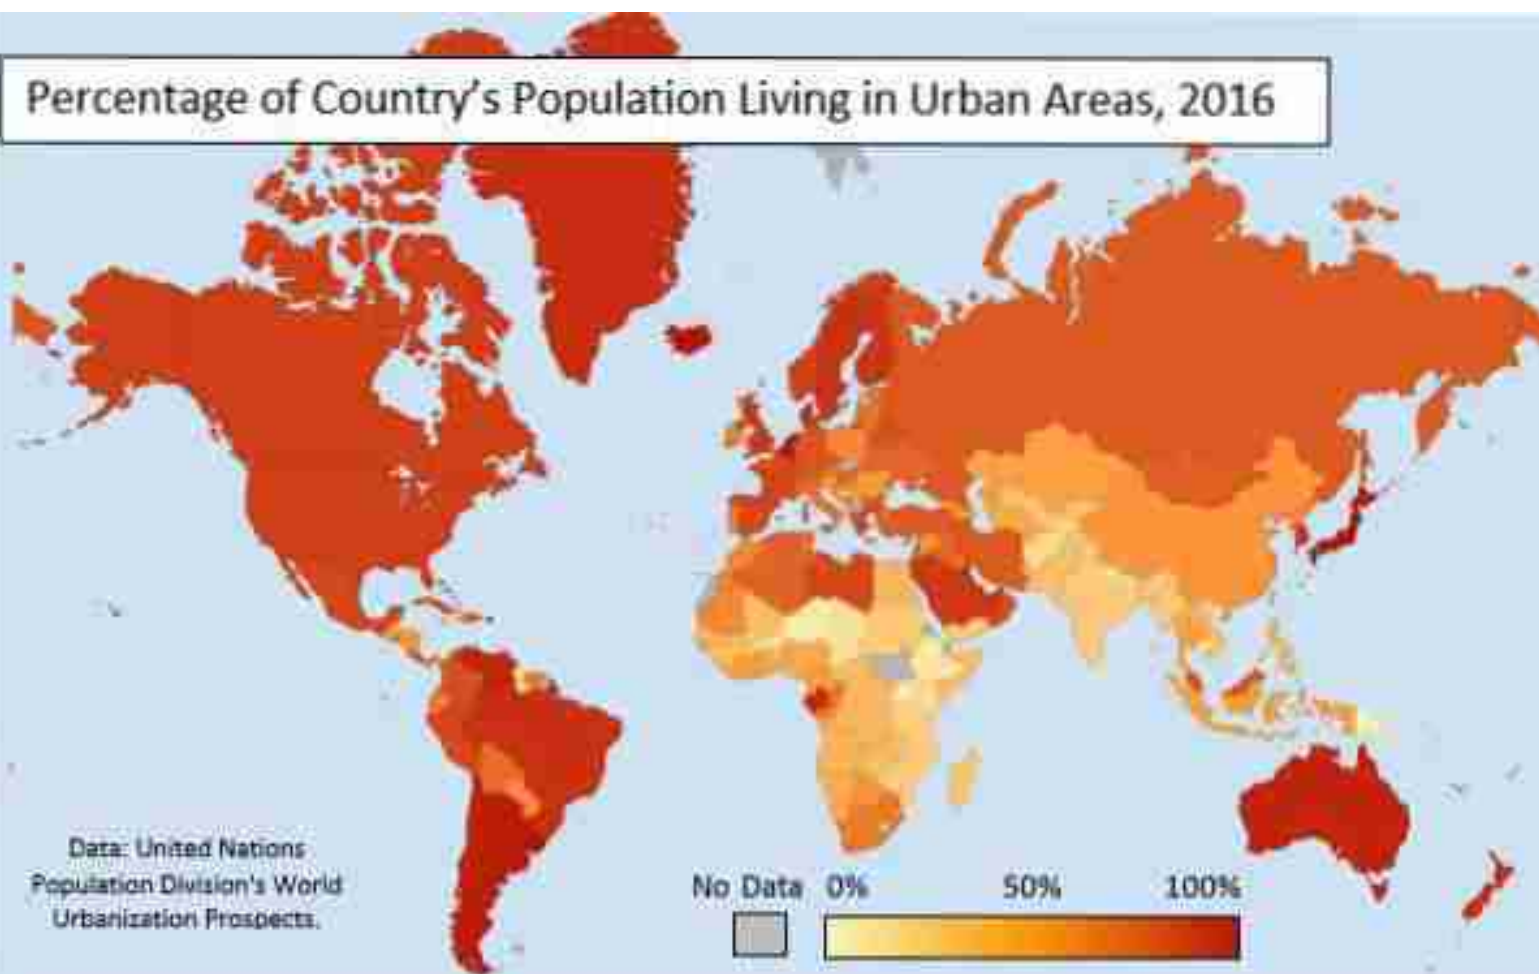 Percentage of Country's Population Living in Urban Areas, 2016
Data: United Nations
Population Division's World
Urbanization Prospects.
No Data 0% 50% 100%